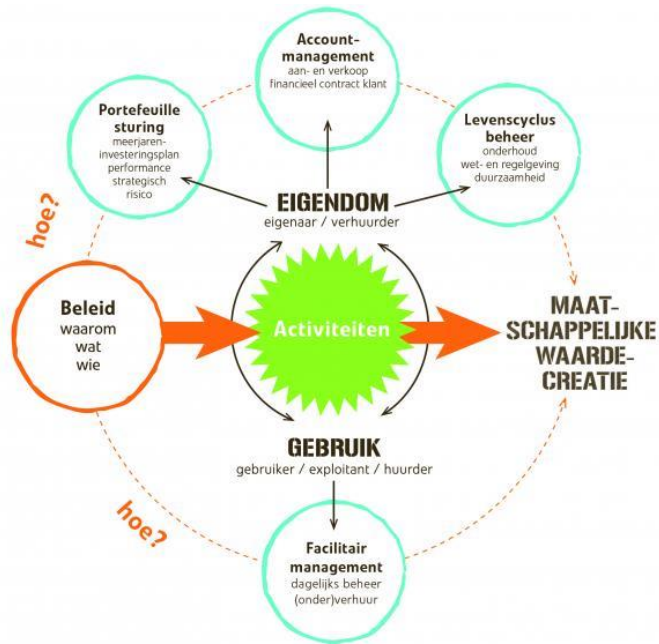 Account-
management
aan- en verkoop
financieel contract klant
Portefeuille
sturing
meerjaren-
investeringsplan
performance
strategisch
risico
Levenscyclus
beheer
onderhoud
wet- en regelgeving
duurzaamheid
EIGENDOM
eigenaar / verhuurder
hoe?
Beleid
waarom
wat
wie
Activiteiten
MAAT-
SCHAPPELIJKE
WAARDE-
CREATIE
GEBRUIK
gebruiker / exploitant / huurder
hoe?
Facilitair
management
dagelijks beheer
(onder)verhuur